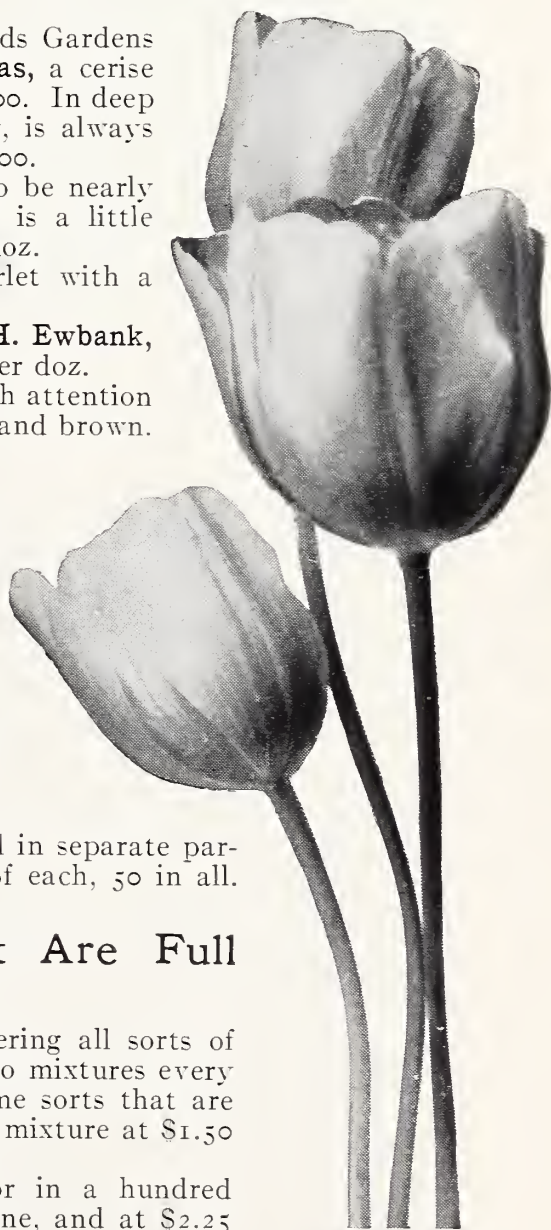 ds Gardens
as, a cerise
oo. In deep
, is always
oo.
o be nearly
is a little
loz.
rlet with a
H. Ewbank,
er doz.
h attention
and brown.
l in separate par-
of each, 50 in all.
t Are Full
ering all sorts of
o mixtures every
ne sorts that are
mixture at $1.50
or in a hundred
ne, and at $2.25